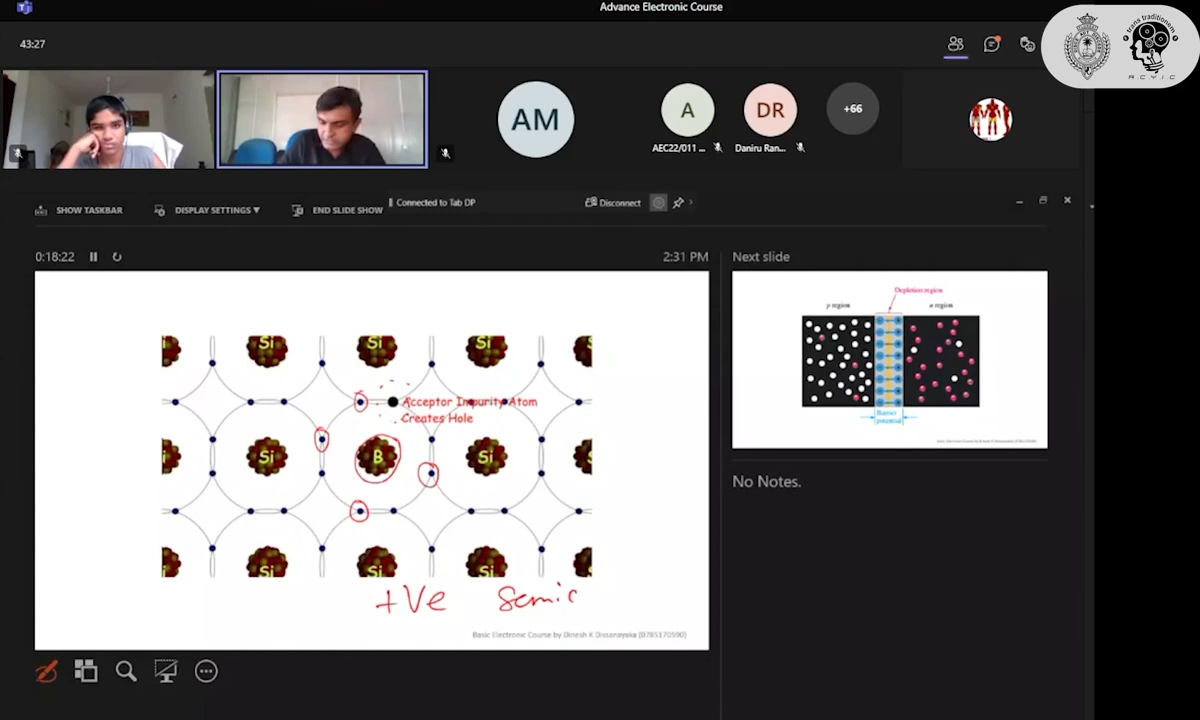 Advance Electronic Course
43:27
trans traditionem
R.C.Y.I.C
AM
A
DR
+66
AEC22/011 ...
Daniru Ran...
SHOW TASKBAR
DISPLAY SETTINGS ▼
END SLIDE SHOW
Connected to Tab DP
Disconnect
0:18:22
2:31 PM
Next slide
Si Si Si
Acceptor Impurity Atom
Creates Hole
Si B Si
Si Si Si
+ve Semic
Basic Electronic Course by Dinesh K Dissanayaka (0785170590)
Depletion region
p region
n region
Barrier
potential
No Notes.